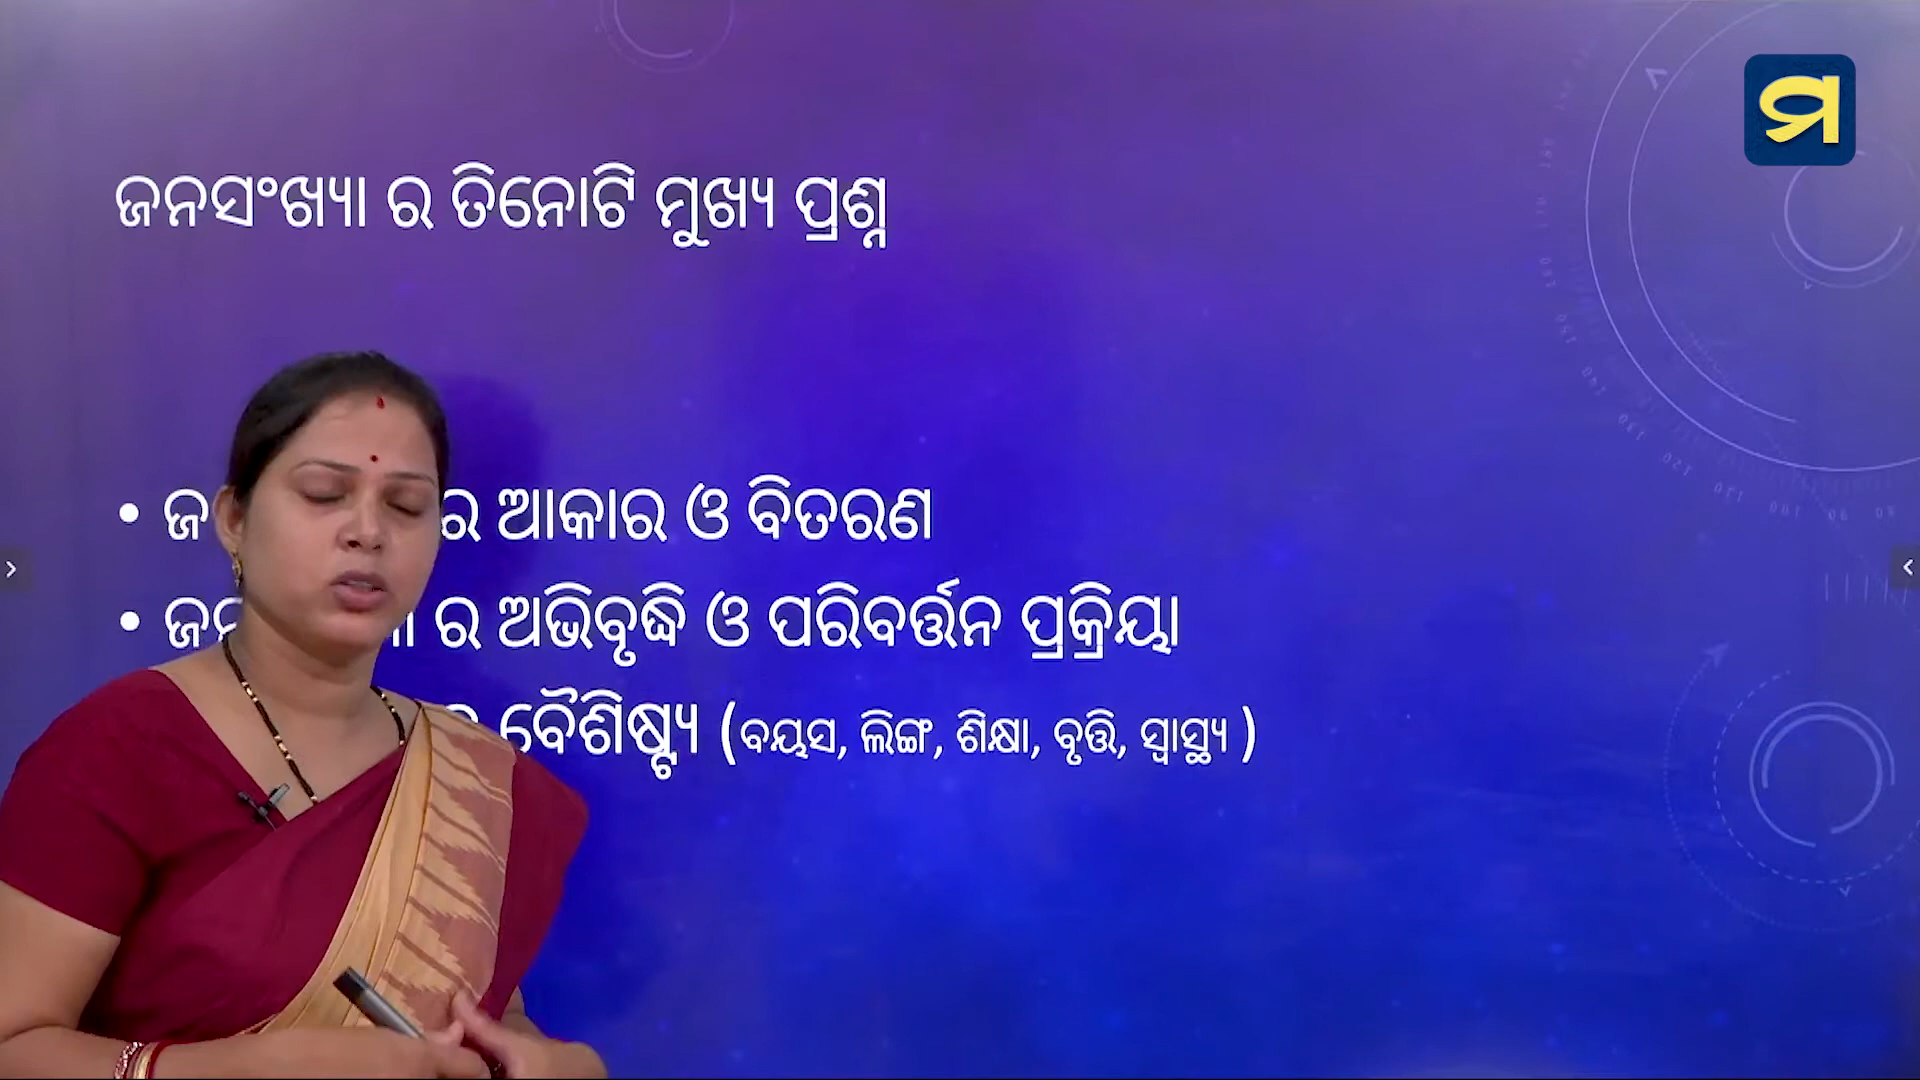 ମ
ଜନସଂଖ୍ୟା ର ତିନୋଟି ମୁଖ୍ୟ ପ୍ରଶ୍ନ
• ର ଆକାର ଓ ବିତରଣ
• ର ଅଭିବୃଦ୍ଧି ଓ ପରିବର୍ତ୍ତନ ପ୍ରକ୍ରିୟା
ବୈଶିଷ୍ଟ୍ୟ (ବୟସ, ଲିଙ୍ଗ, ଶିକ୍ଷା, ବୃତ୍ତି, ସ୍ୱାସ୍ଥ୍ୟ )